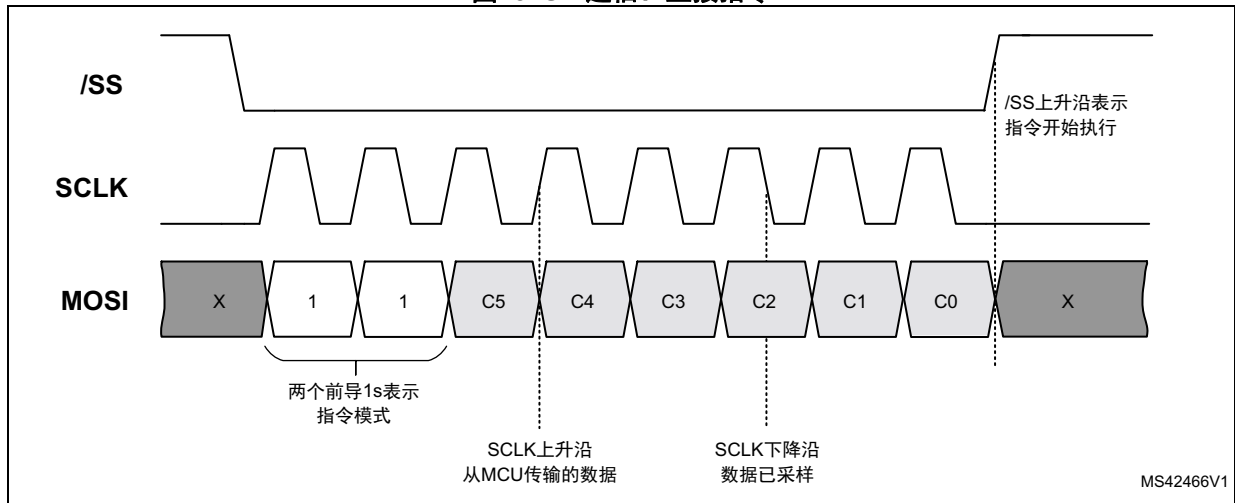 /SS
/SS上升沿表示
指令开始执行
SCLK
MOSI
X 1 1 C5 C4 C3 C2 C1 C0 X
两个前导1s表示
指令模式
SCLK上升沿
从MCU传输的数据
SCLK下降沿
数据已采样
MS42466V1